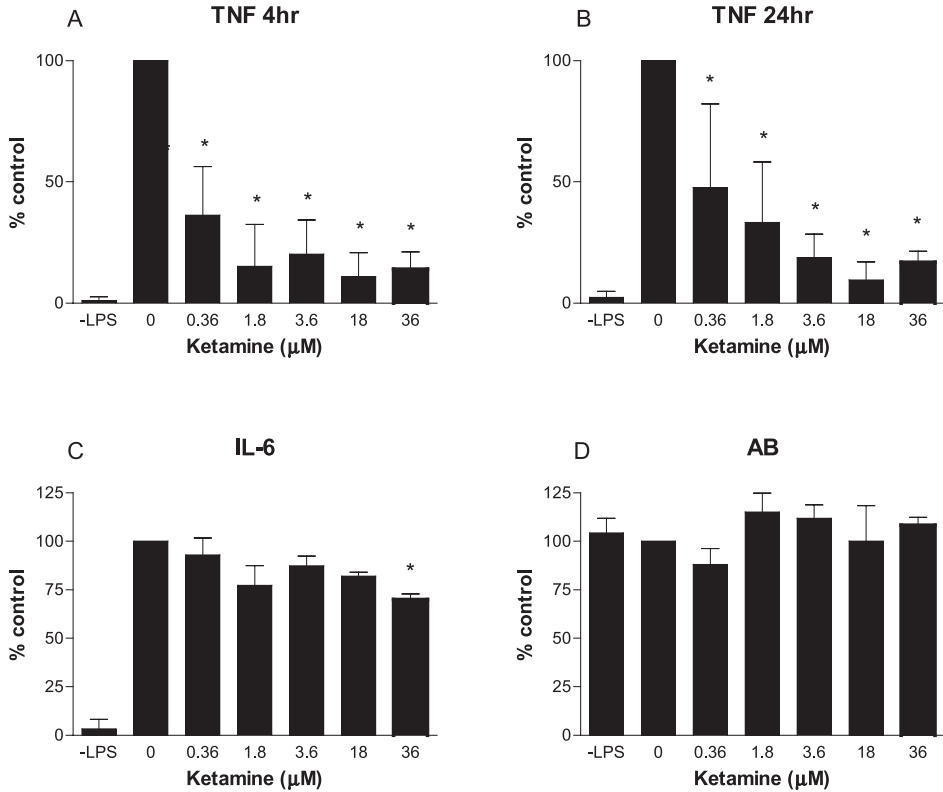 A TNF 4hr
100
50
0
% control
* * * * *
-LPS 0 0.36 1.8 3.6 18 36
Ketamine (μM)
B TNF 24hr
100
50
0
% control
* * * * *
-LPS 0 0.36 1.8 3.6 18 36
Ketamine (μM)
C IL-6
125
100
75
50
25
0
% control
*
-LPS 0 0.36 1.8 3.6 18 36
Ketamine (μM)
D AB
125
100
75
50
25
0
% control
-LPS 0 0.36 1.8 3.6 18 36
Ketamine (μM)